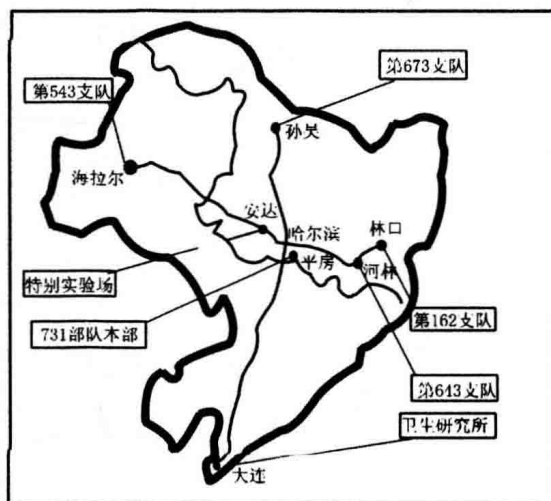 第673支队
第543支队
孙吴
海拉尔
安达
林口
哈尔滨
平房
河林
特别实验场
731部队本部
第162支队
第643支队
卫生研究所
大连